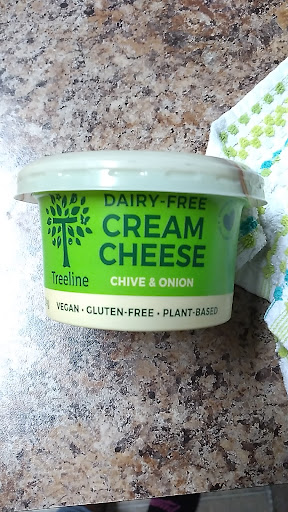 DAIRY-FREE
CREAM
CHEESE
Treeline
CHIVE & ONION
VEGAN • GLUTEN-FREE • PLANT-BASED